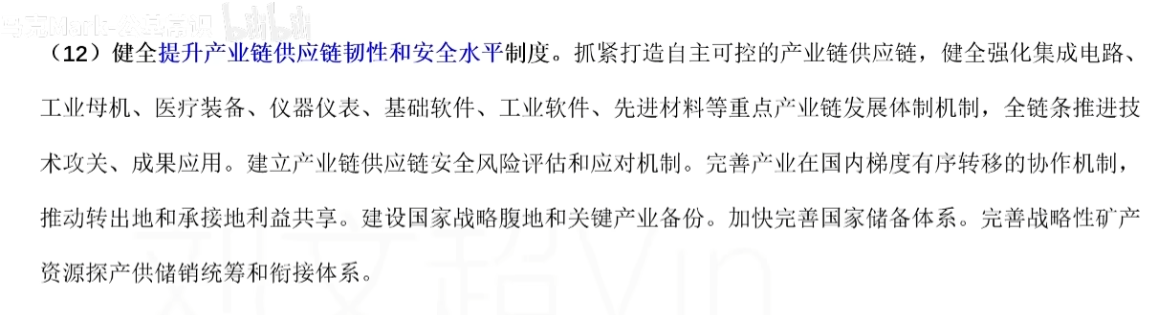 （12）健全提升产业链供应链韧性和安全水平制度。抓紧打造自主可控的产业链供应链，健全强化集成电路、
工业母机、医疗装备、仪器仪表、基础软件、工业软件、先进材料等重点产业链发展体制机制，全链条推进技
术攻关、成果应用。建立产业链供应链安全风险评估和应对机制。完善产业在国内梯度有序转移的协作机制，
推动转出地和承接地利益共享。建设国家战略腹地和关键产业备份。加快完善国家储备体系。完善战略性矿产
资源探产供储销统筹和衔接体系。